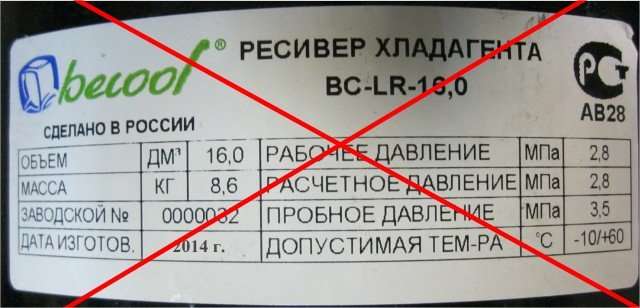 becool® РЕСИВЕР ХЛАДАГЕНТА
BC-LR-16,0
РСТ
АВ28
СДЕЛАНО В РОССИИ
ОБЪЕМ ДМ³ 16,0 РАБОЧЕЕ ДАВЛЕНИЕ МПа 2,8
МАССА КГ 8,6 РАСЧЕТНОЕ ДАВЛЕНИЕ МПа 2,8
ЗАВОДСКОЙ № 0000032 ПРОБНОЕ ДАВЛЕНИЕ МПа 3,5
ДАТА ИЗГОТОВ. 2014 г. ДОПУСТИМАЯ ТЕМ-РА °С -10/+60